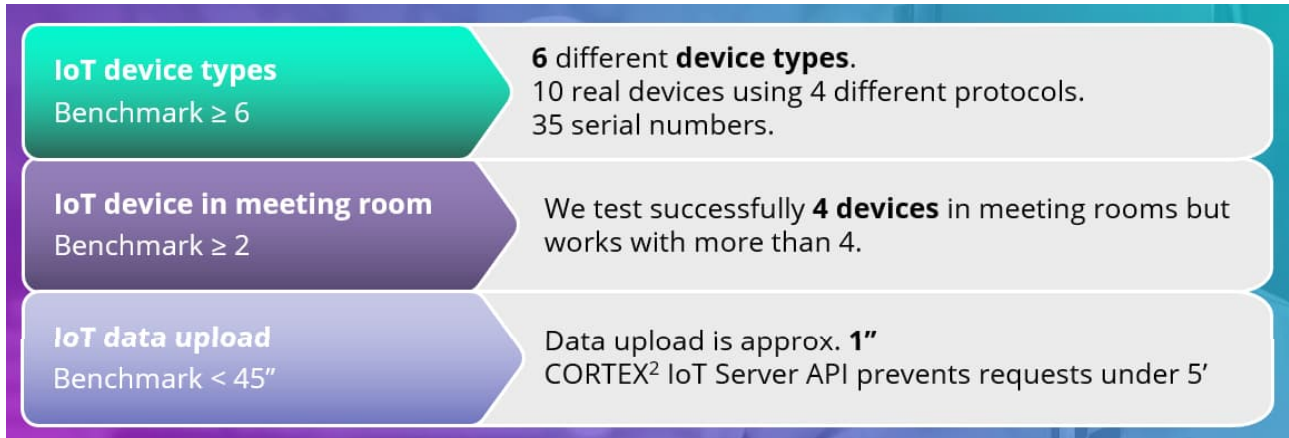 IoT device types
Benchmark ≥ 6
6 different device types.
10 real devices using 4 different protocols.
35 serial numbers.
IoT device in meeting room
Benchmark ≥ 2
We test successfully 4 devices in meeting rooms but
works with more than 4.
IoT data upload
Benchmark < 45”
Data upload is approx. 1”
CORTEX² IoT Server API prevents requests under 5’